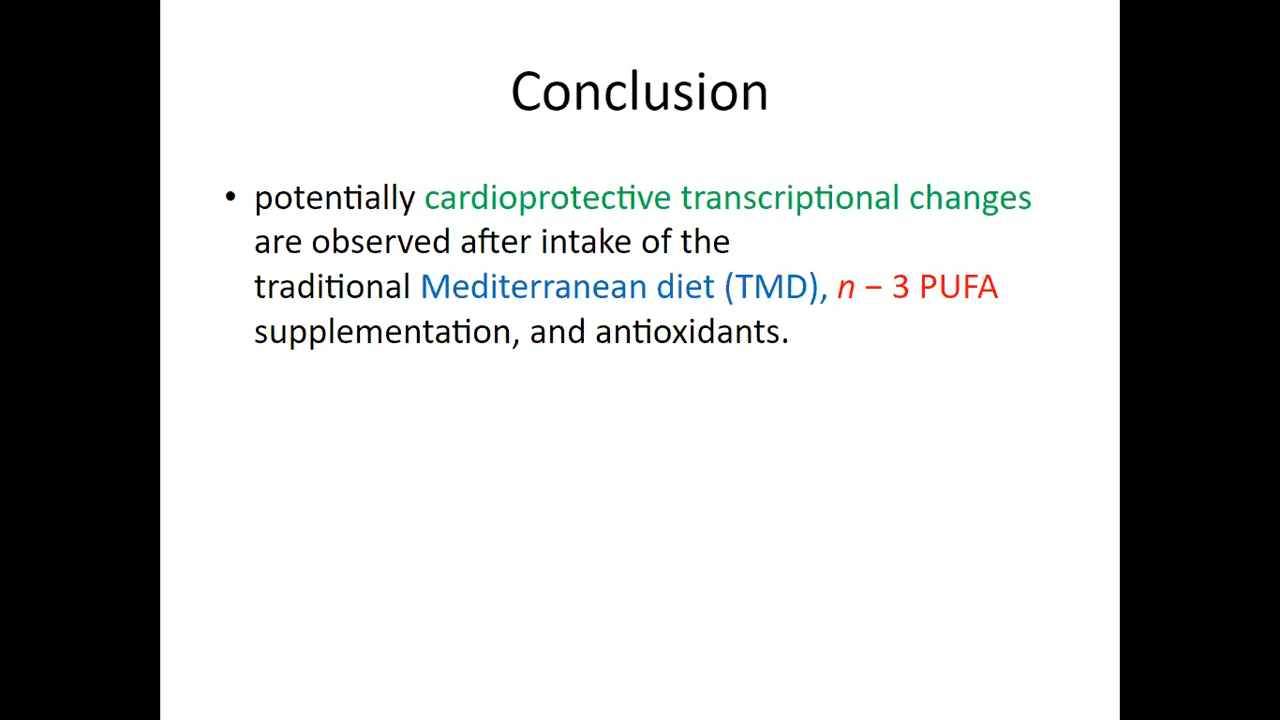 Conclusion
• potentially cardioprotective transcriptional changes
are observed after intake of the
traditional Mediterranean diet (TMD), n − 3 PUFA
supplementation, and antioxidants.